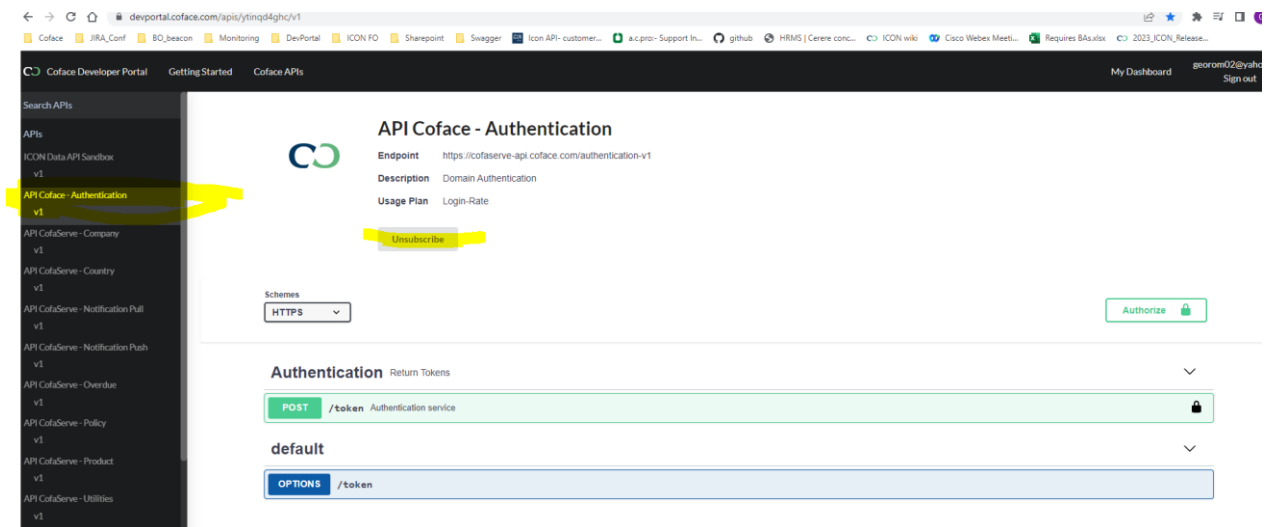 devportal.coface.com/apis/ytinqd4ghc/v1
Coface JIRA_Conf BO_beacon Monitoring DevPortal ICON FO Sharepoint Swagger Icon API- customer... a.c.pro:- Support In... github HRMS | Cerere conc... ICON wiki Cisco Webex Meeti... Requires BAs.xlsx 2023_ICON_Release...
Coface Developer Portal Getting Started Coface APIs My Dashboard georom02@yaho
Sign out
Search APIs
APIs
ICON Data API Sandbox
v1
API Coface - Authentication
v1
API CofaServe - Company
v1
API CofaServe - Country
v1
API CofaServe - Notification Pull
v1
API CofaServe - Notification Push
v1
API CofaServe - Overdue
v1
API CofaServe - Policy
v1
API CofaServe - Product
v1
API CofaServe - Utilities
v1
API Coface - Authentication
Endpoint https://cofaserve-api.coface.com/authentication-v1
Description Domain Authentication
Usage Plan Login-Rate
Unsubscribe
Schemes
HTTPS
Authorize
Authentication Return Tokens
POST /token Authentication service
default
OPTIONS /token